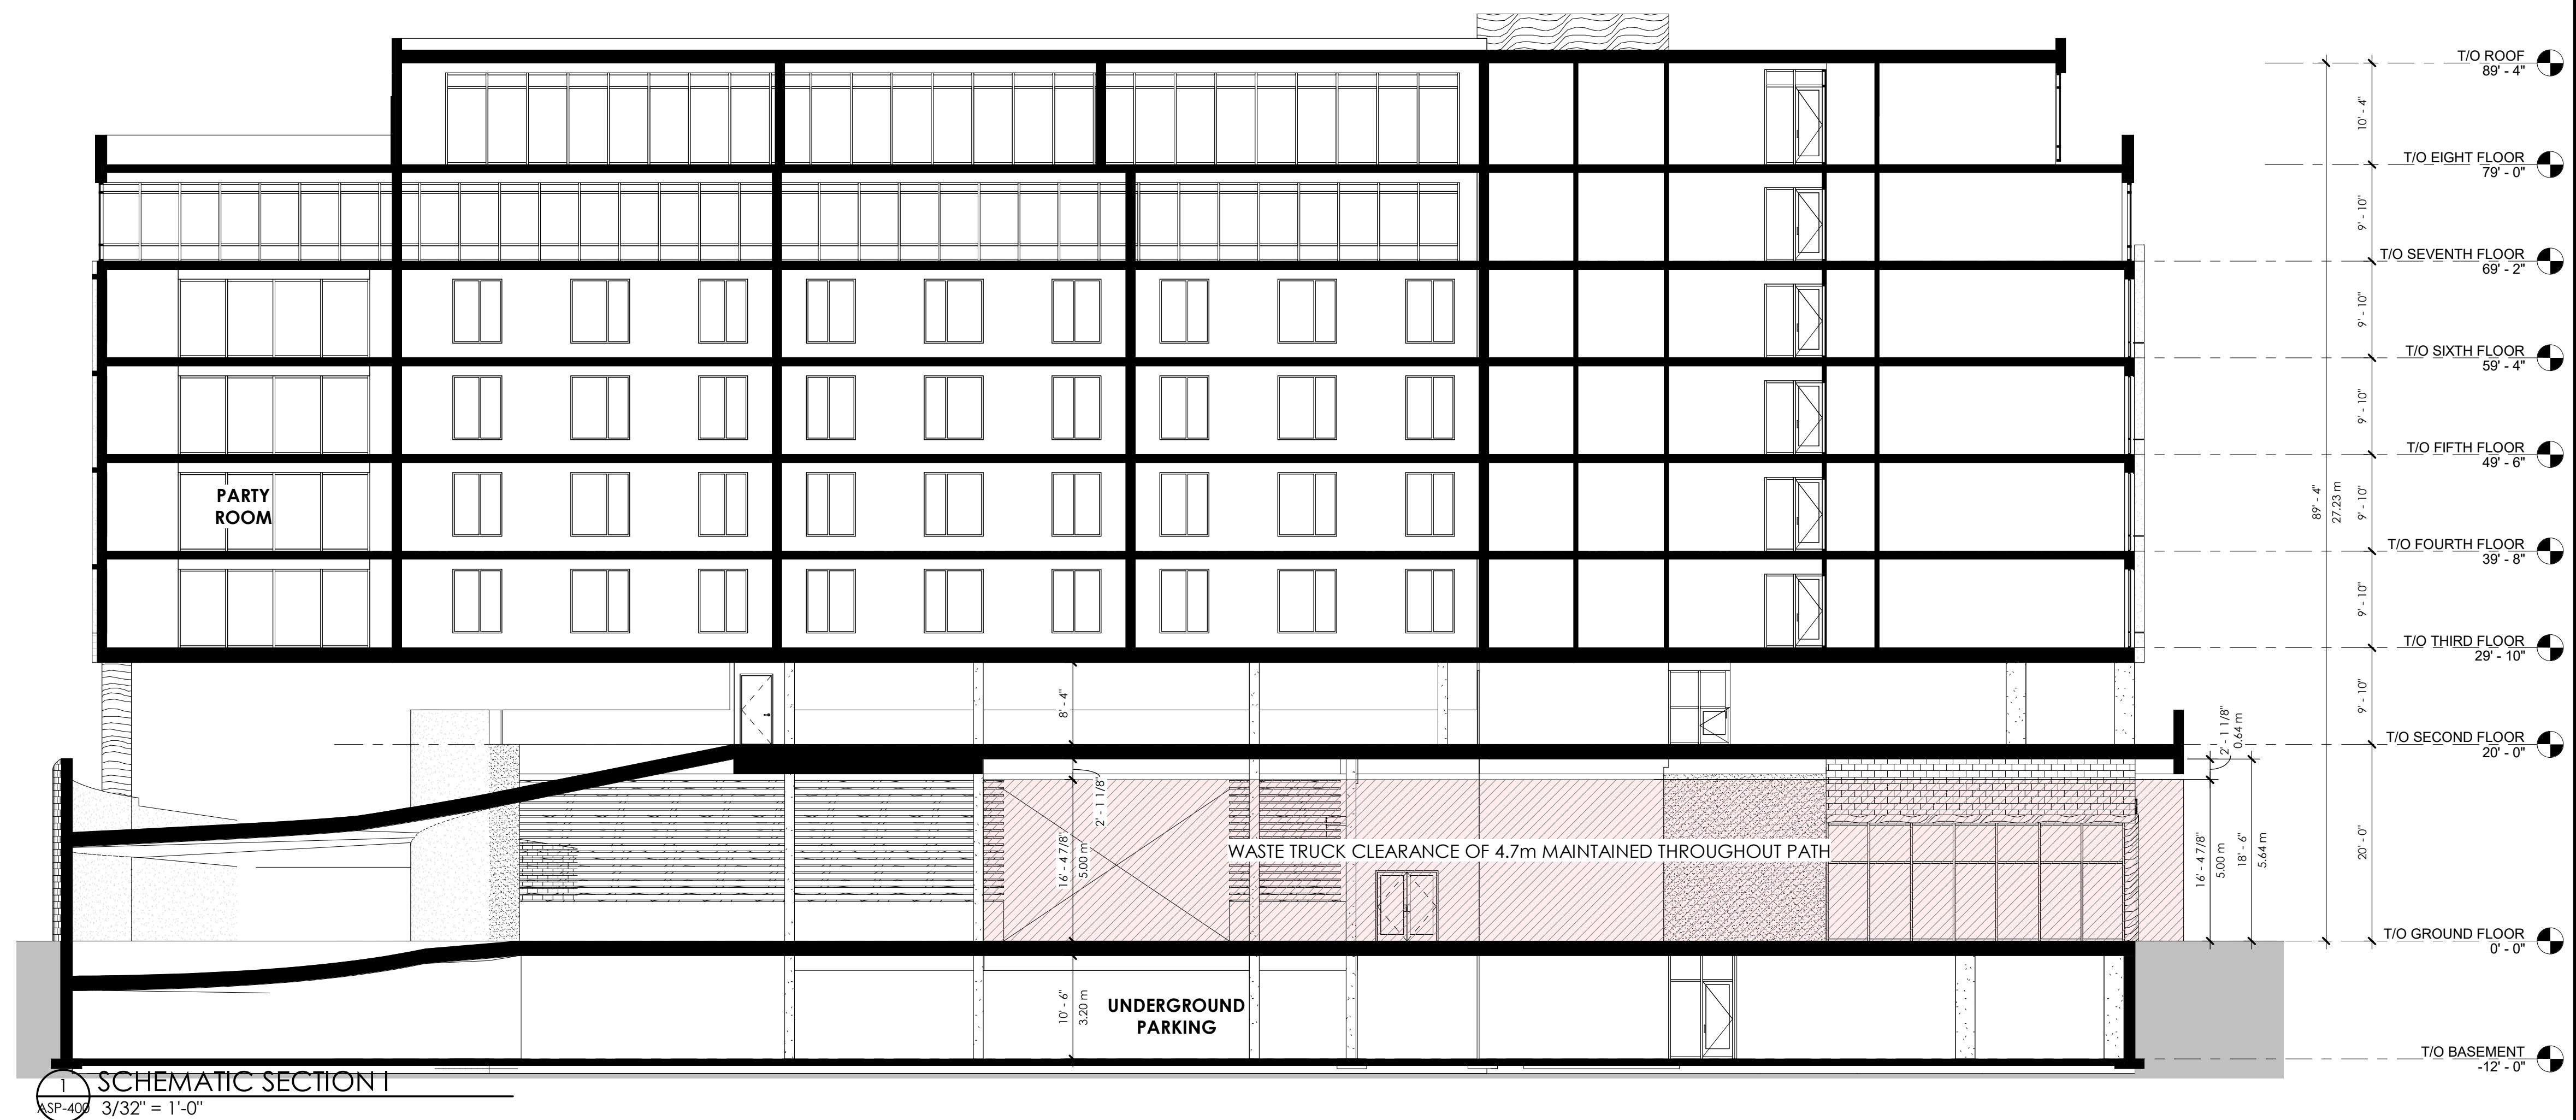 T/O ROOF
89' - 4"
10' - 4"
T/O EIGHT FLOOR
79' - 0"
9' - 10"
T/O SEVENTH FLOOR
69' - 2"
9' - 10"
T/O SIXTH FLOOR
59' - 4"
9' - 10"
T/O FIFTH FLOOR
49' - 6"
PARTY
ROOM
89' - 4"
27.23 m
9' - 10"
T/O FOURTH FLOOR
39' - 8"
9' - 10"
T/O THIRD FLOOR
29' - 10"
8' - 4"
9' - 10"
2' - 1 1/8"
0.64 m
T/O SECOND FLOOR
20' - 0"
2' - 1 1/8"
WASTE TRUCK CLEARANCE OF 4.7m MAINTAINED THROUGHOUT PATH
16' - 4 7/8"
5.00 m
16' - 4 7/8"
5.00 m
18' - 6"
5.64 m
20' - 0"
T/O GROUND FLOOR
0' - 0"
10' - 6"
3.20 m
UNDERGROUND
PARKING
T/O BASEMENT
-12' - 0"
1
ASP-400
SCHEMATIC SECTION I
3/32" = 1'-0"